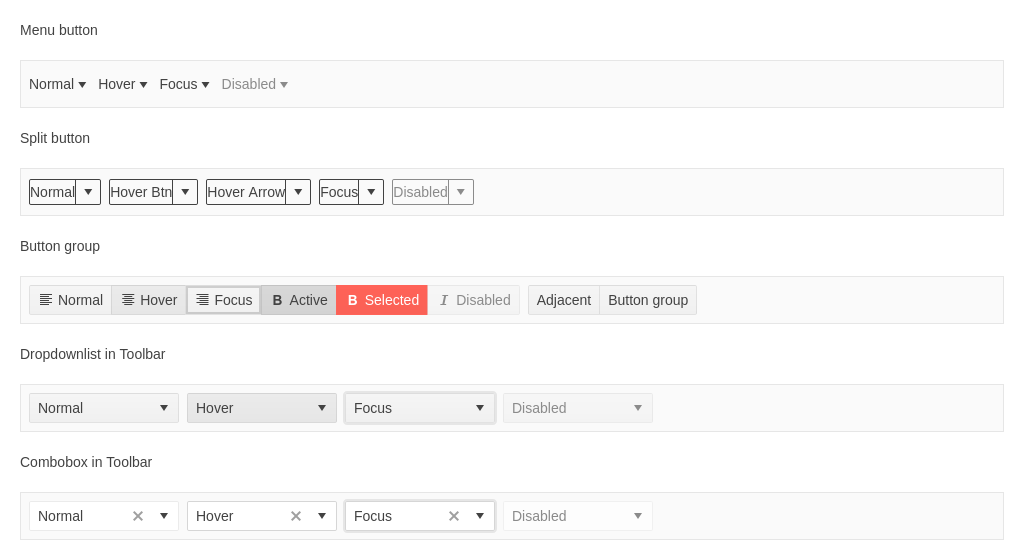 Menu button
Normal Hover Focus Disabled
Split button
Normal Hover Btn Hover Arrow Focus Disabled
Button group
Normal Hover Focus B Active B Selected I Disabled Adjacent Button group
Dropdownlist in Toolbar
Normal Hover Focus Disabled
Combobox in Toolbar
Normal Hover Focus Disabled